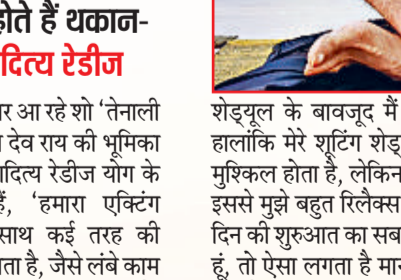 होते हैं थकान-
दित्य रेडीज
र आ रहे शो ‘तेनाली
देव राय की भूमिका
ादित्य रेडीज योग के
हैं, ‘हमारा एक्टिंग
साथ कई तरह की
ता है, जैसे लंबे काम
शेड्यूल के बावजूद मैं
हालांकि मेरे शूटिंग शेड्
मुश्किल होता है, लेकिन
इससे मुझे बहुत रिलैक्स
दिन की शुरुआत का सब
हूं, तो ऐसा लगता है मान